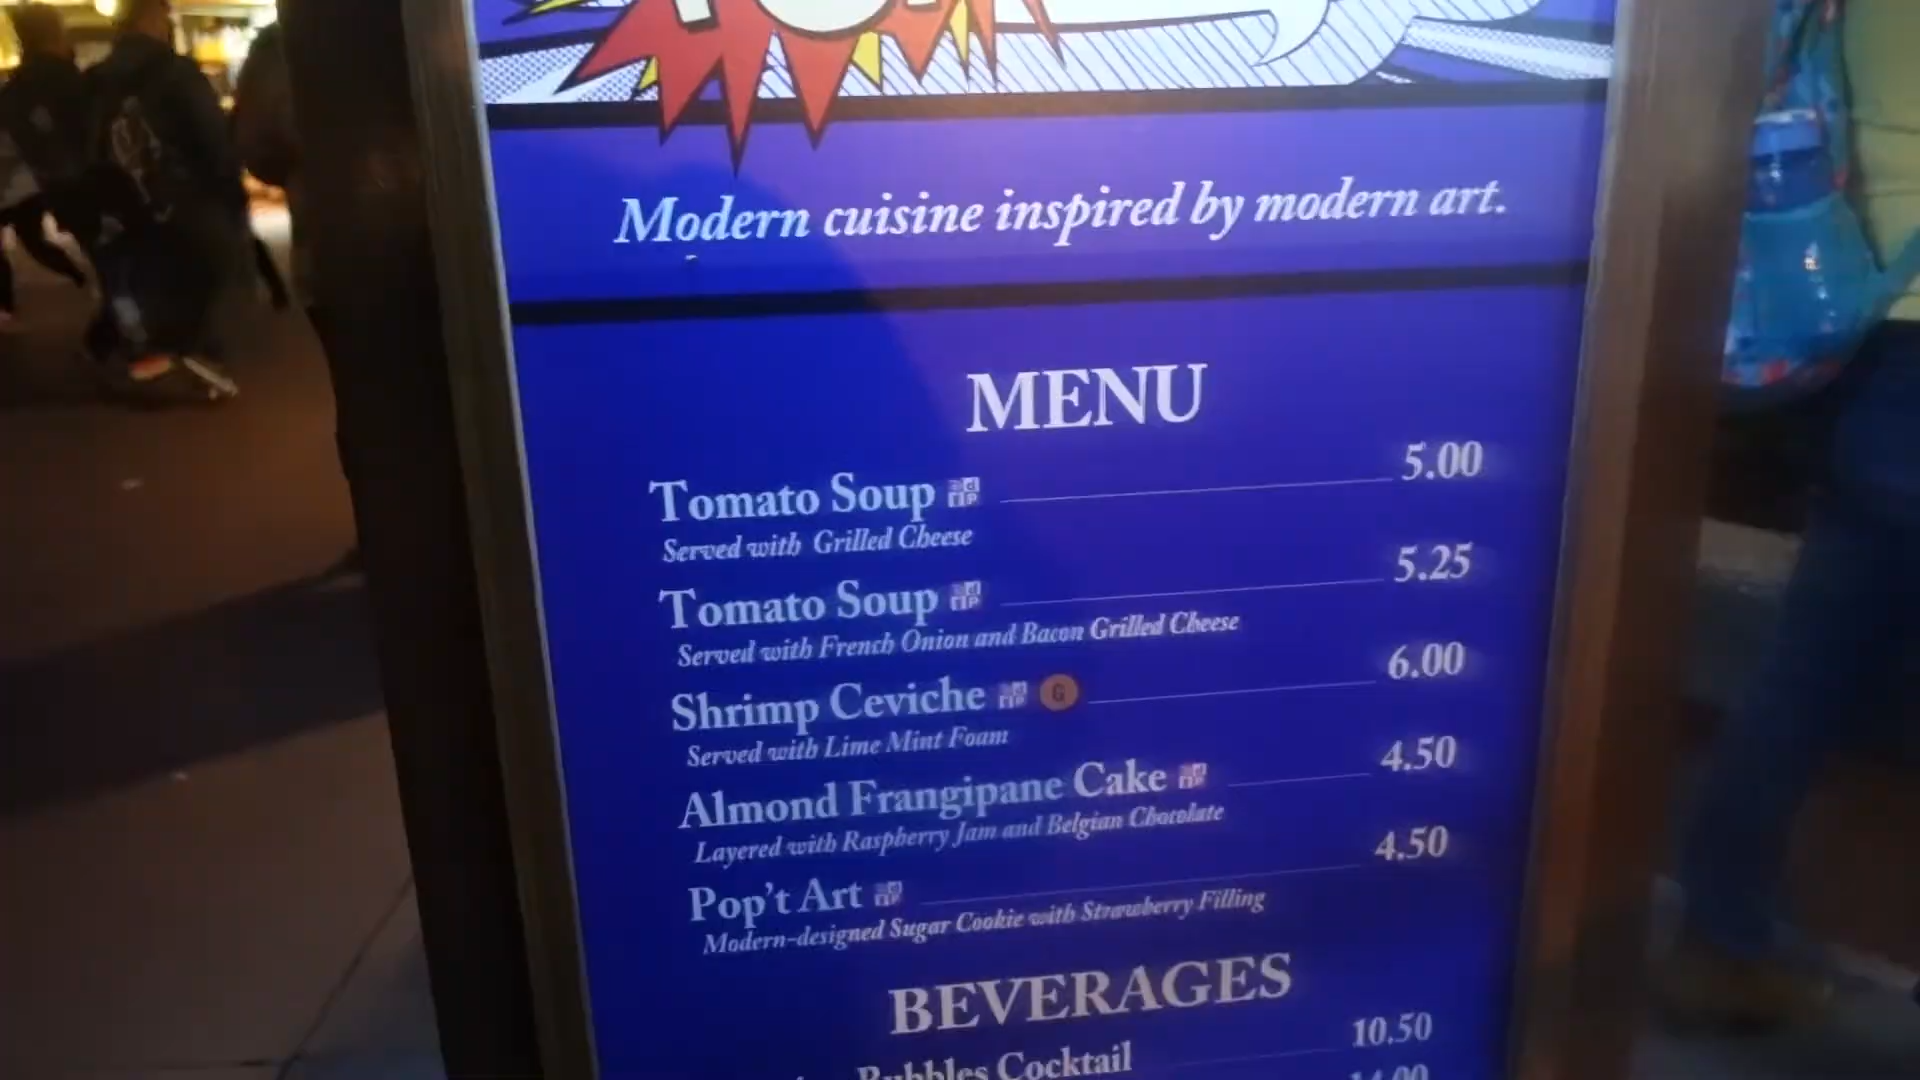 Modern cuisine inspired by modern art.
MENU
Tomato Soup 5.00
Served with Grilled Cheese
Tomato Soup 5.25
Served with French Onion and Bacon Grilled Cheese
Shrimp Ceviche G 6.00
Served with Lime Mint Foam
Almond Frangipane Cake 4.50
Layered with Raspberry Jam and Belgian Chocolate
Pop't Art 4.50
Modern-designed Sugar Cookie with Strawberry Filling
BEVERAGES
Bubbles Cocktail 10.50
14.00